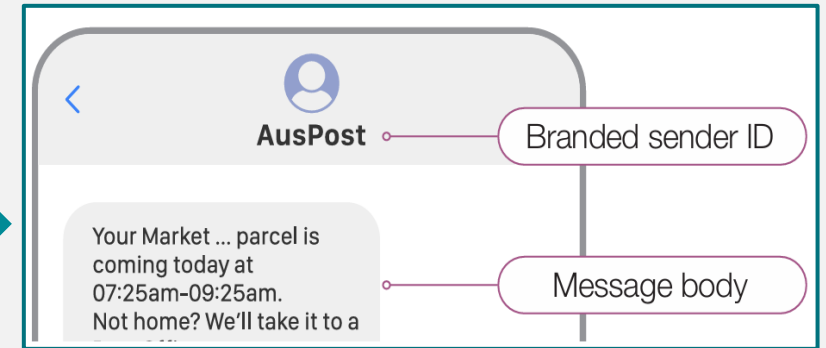 AusPost
Branded sender ID
Your Market ... parcel is
coming today at
07:25am-09:25am.
Not home? We'll take it to a
Message body